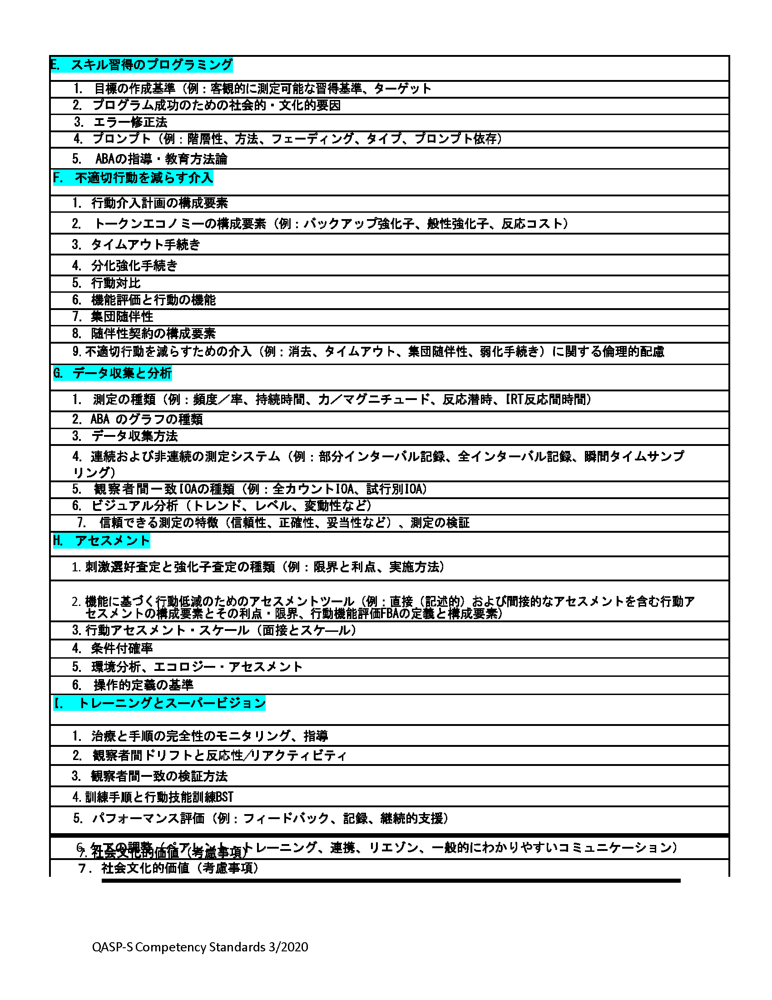 E. スキル習得のプログラミング
1. 目標の作成基準（例：客観的に測定可能な習得基準、ターゲット
2. プログラム成功のための社会的・文化的要因
3. エラー修正法
4. プロンプト（例：階層性、方法、フェーディング、タイプ、プロンプト依存）
5. ABAの指導・教育方法論
F. 不適切行動を減らす介入
1. 行動介入計画の構成要素
2. トークンエコノミーの構成要素（例：バックアップ強化子、般性強化子、反応コスト）
3. タイムアウト手続き
4. 分化強化手続き
5. 行動対比
6. 機能評価と行動の機能
7. 集団随伴性
8. 随伴性契約の構成要素
9. 不適切行動を減らすための介入（例：消去、タイムアウト、集団随伴性、弱化手続き）に関する倫理的配慮
G. データ収集と分析
1. 測定の種類（例：頻度／率、持続時間、力／マグニチュード、反応潜時、IRT反応間時間）
2. ABA のグラフの種類
3. データ収集方法
4. 連続および非連続の測定システム（例：部分インターバル記録、全インターバル記録、瞬間タイムサンプ
リング）
5. 観察者間一致IOAの種類（例：全カウントIOA、試行別IOA）
6. ビジュアル分析（トレンド、レベル、変動性など）
7. 信頼できる測定の特徴（信頼性、正確性、妥当性など）、測定の検証
H. アセスメント
1. 刺激選好査定と強化子査定の種類（例：限界と利点、実施方法）
2. 機能に基づく行動低減のためのアセスメントツール（例：直接（記述的）および間接的なアセスメントを含む行動ア
セスメントの構成要素とその利点・限界、行動機能評価FBAの定義と構成要素）
3. 行動アセスメント・スケール（面接とスケ―ル）
4. 条件付確率
5. 環境分析、エコロジー・アセスメント
6. 操作的定義の基準
I. トレーニングとスーパービジョン
1. 治療と手順の完全性のモニタリング、指導
2. 観察者間ドリフトと反応性/リアクティビティ
3. 観察者間一致の検証方法
4. 訓練手順と行動技能訓練BST
5. パフォーマンス評価（例：フィードバック、記録、継続的支援）
6. ケアの調整（ペアレント・トレーニング、連携、リエゾン、一般的にわかりやすいコミュニケーション）
7. 社会文化的価値（考慮事項）
７. 社会文化的価値（考慮事項）
QASP-S Competency Standards 3/2020